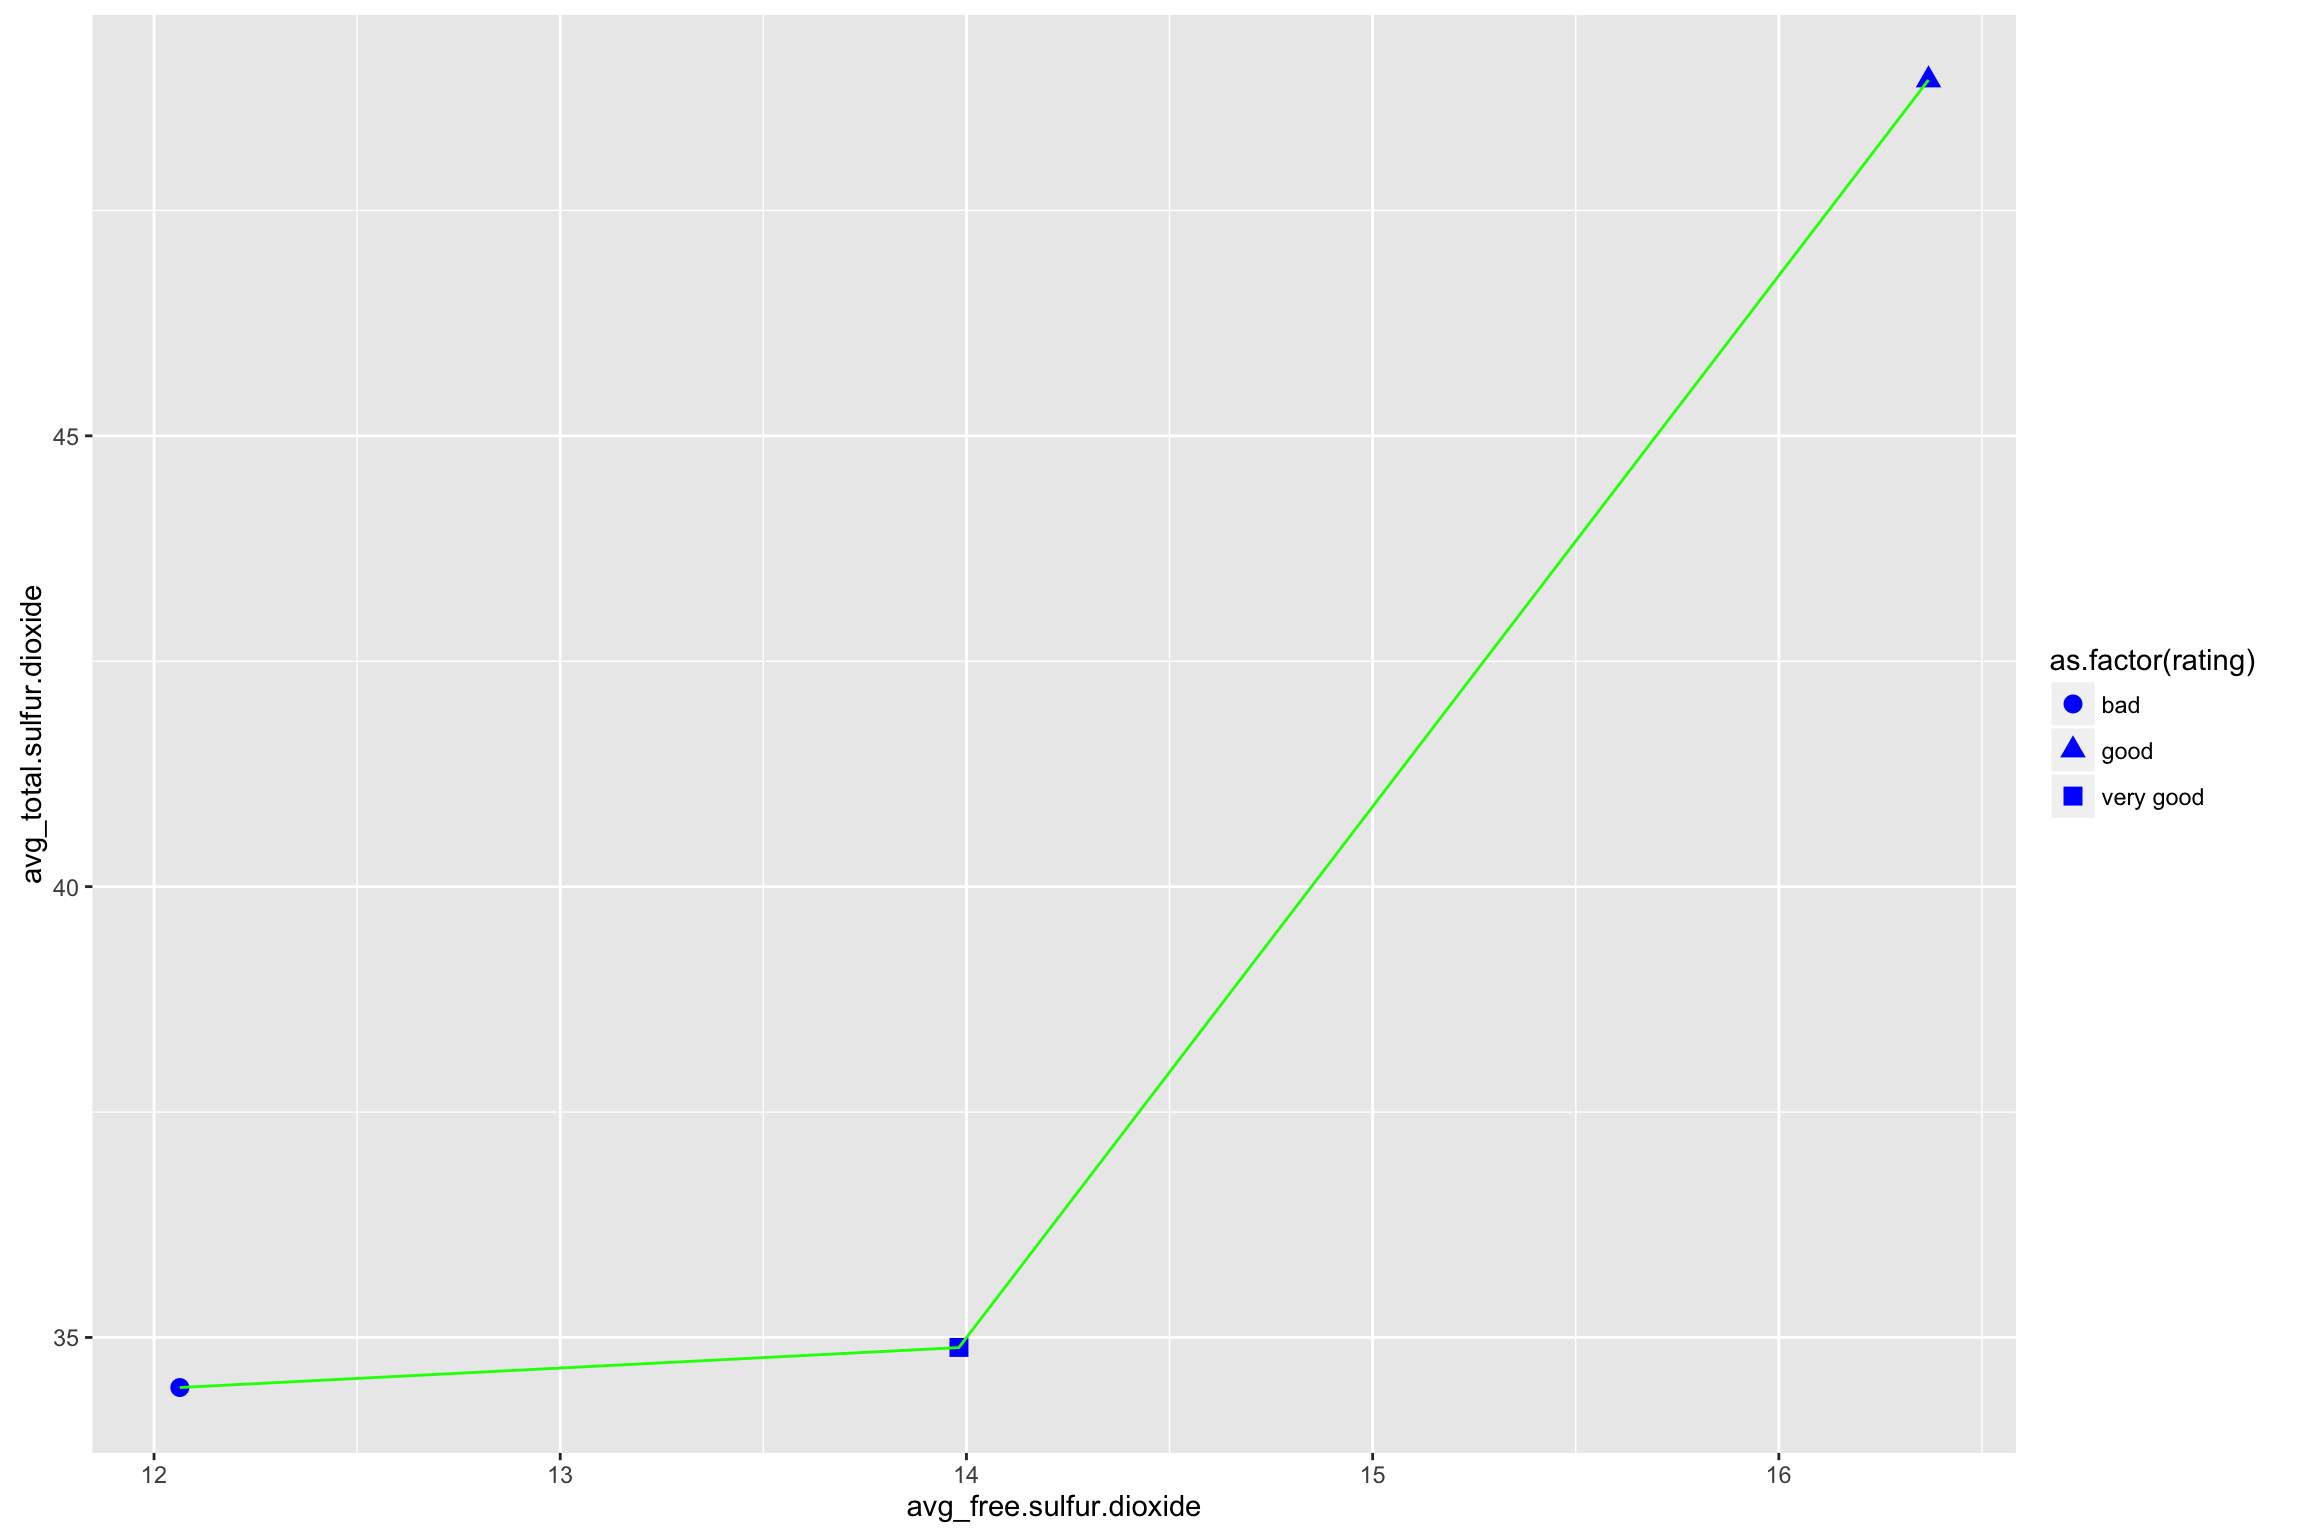 avg_total.sulfur.dioxide
45
40
35
12 13 14 15 16
avg_free.sulfur.dioxide
as.factor(rating)
bad
good
very good